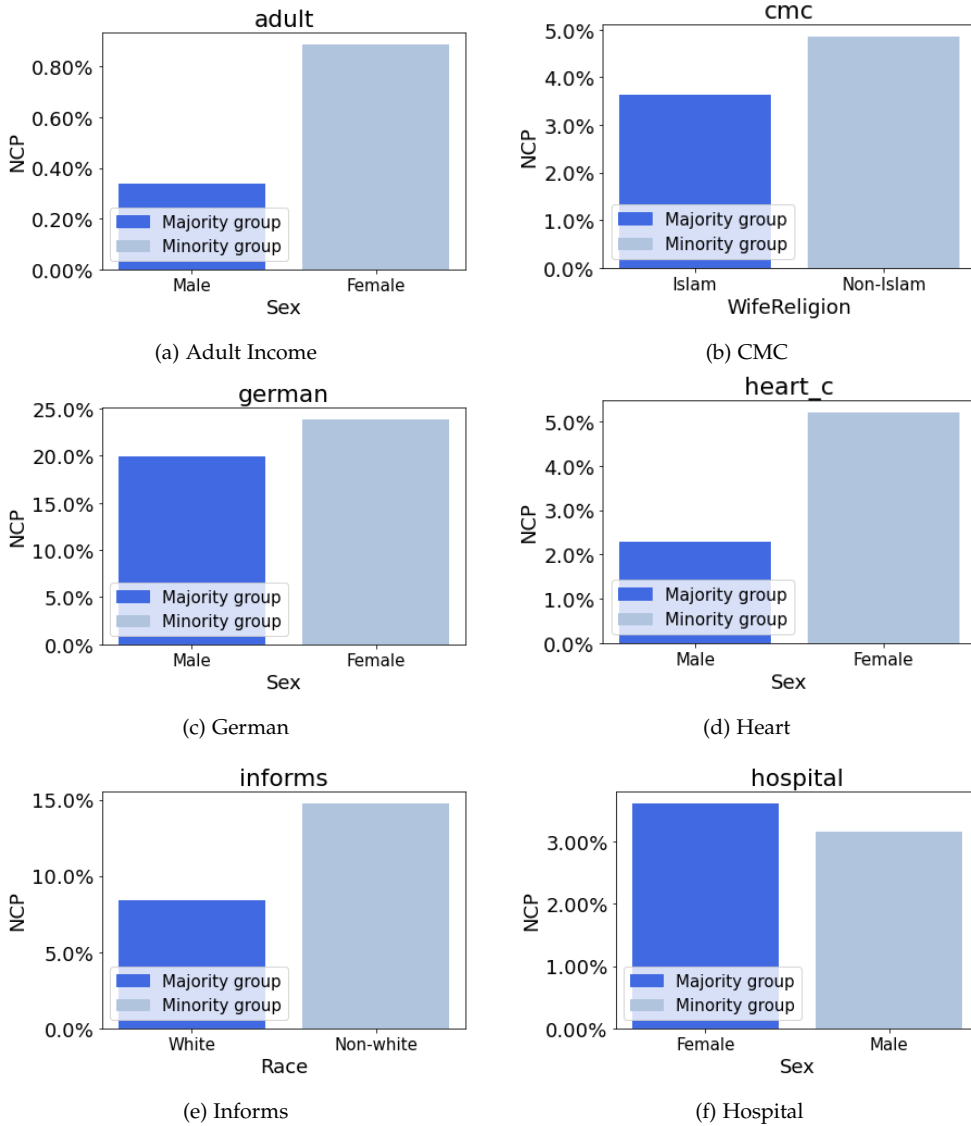 adult
0.80%
0.60%
0.40%
0.20%
0.00%
NCP
Majority group
Minority group
Male Female
Sex
(a) Adult Income
cmc
5.0%
4.0%
3.0%
2.0%
1.0%
0.0%
NCP
Majority group
Minority group
Islam Non-Islam
WifeReligion
(b) CMC
german
25.0%
20.0%
15.0%
10.0%
5.0%
0.0%
NCP
Majority group
Minority group
Male Female
Sex
(c) German
heart_c
5.0%
4.0%
3.0%
2.0%
1.0%
0.0%
NCP
Majority group
Minority group
Male Female
Sex
(d) Heart
informs
15.0%
10.0%
5.0%
0.0%
NCP
Majority group
Minority group
White Non-white
Race
(e) Informs
hospital
3.00%
2.00%
1.00%
0.00%
NCP
Majority group
Minority group
Female Male
Sex
(f) Hospital